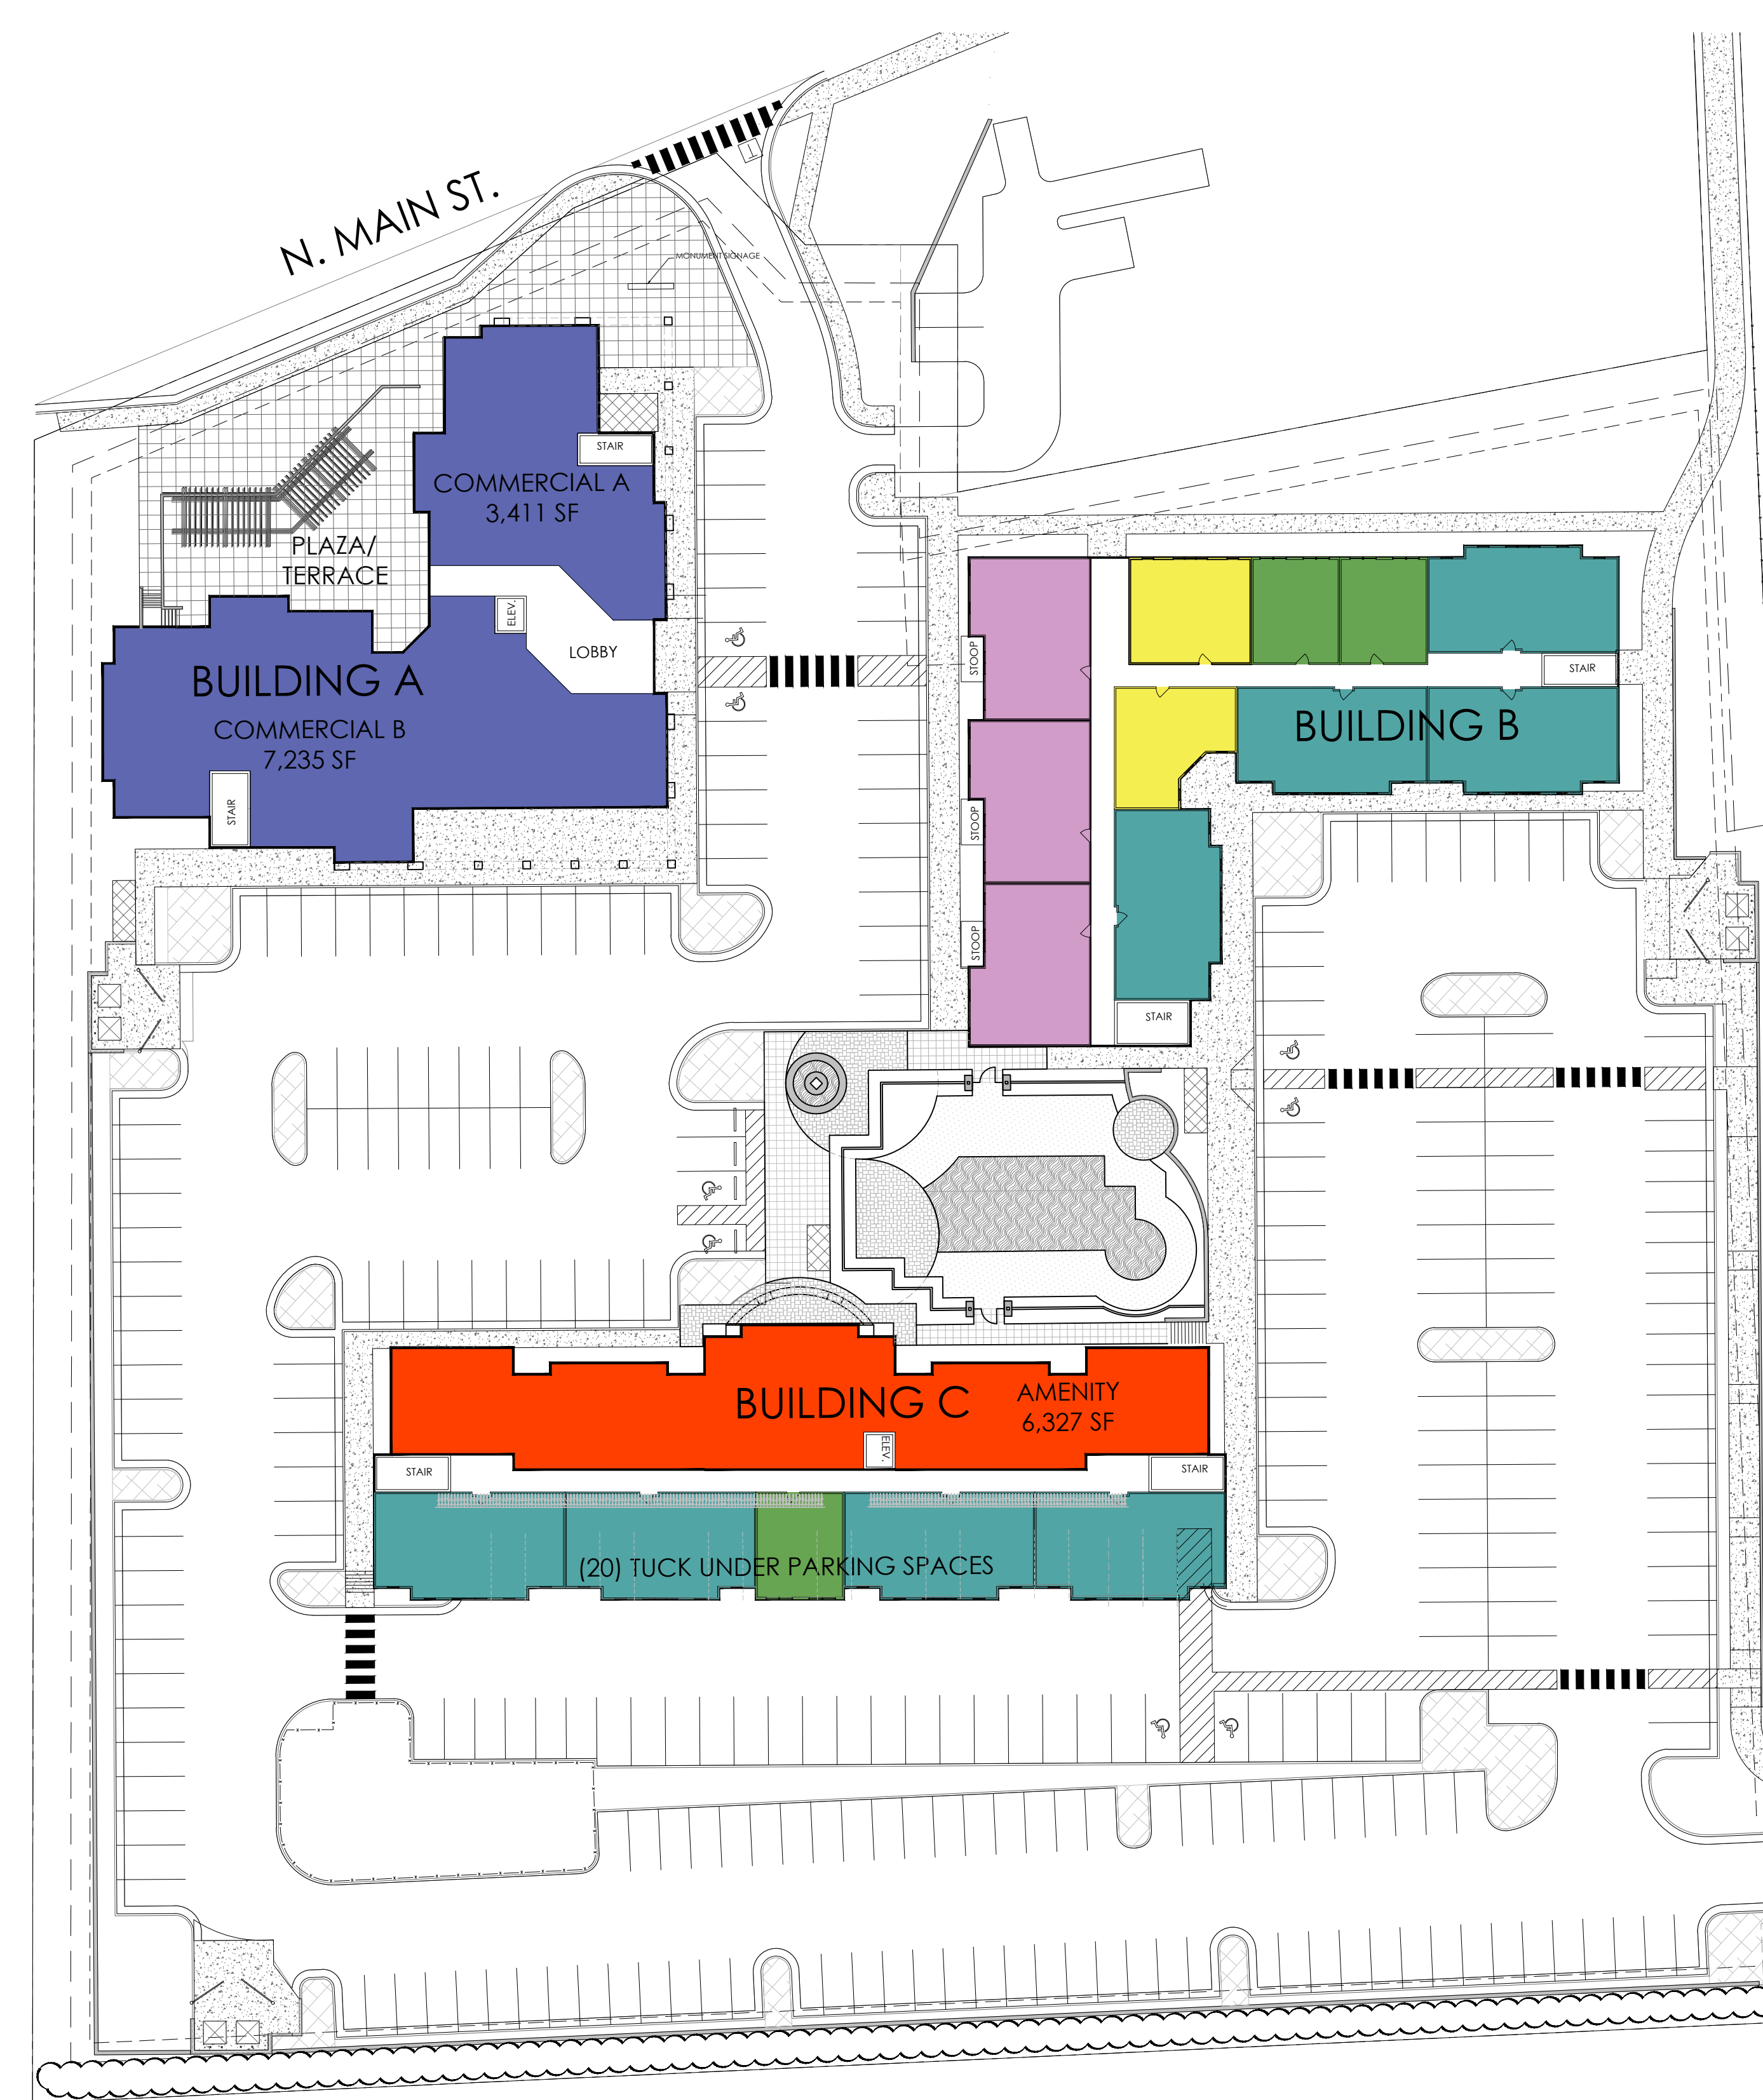 N. MAIN ST.
MONUMENT SIGNAGE
STAIR
COMMERCIAL A
3,411 SF
PLAZA/
TERRACE
ELEV.
LOBBY
BUILDING A
COMMERCIAL B
7,235 SF
STAIR
STOOP
STOOP
STOOP
STAIR
BUILDING B
STAIR
BUILDING C
AMENITY
6,327 SF
ELEV.
STAIR
STAIR
(20) TUCK UNDER PARKING SPACES